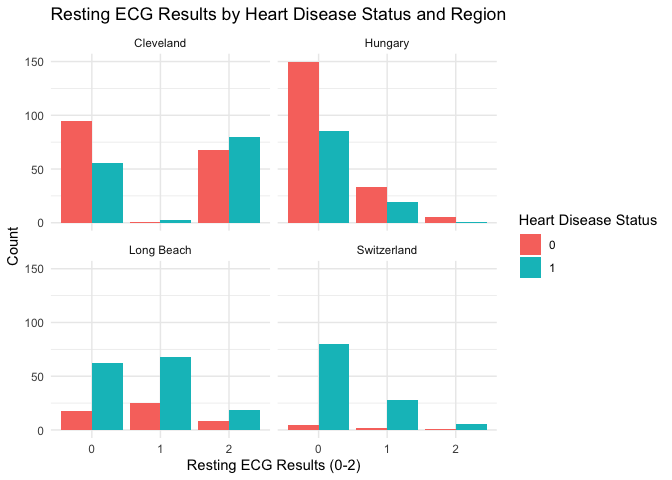 Resting ECG Results by Heart Disease Status and Region
Cleveland
Hungary
150
100
50
0
Long Beach
Switzerland
150
100
50
0
0 1 2
0 1 2
Count
Resting ECG Results (0-2)
Heart Disease Status
0
1